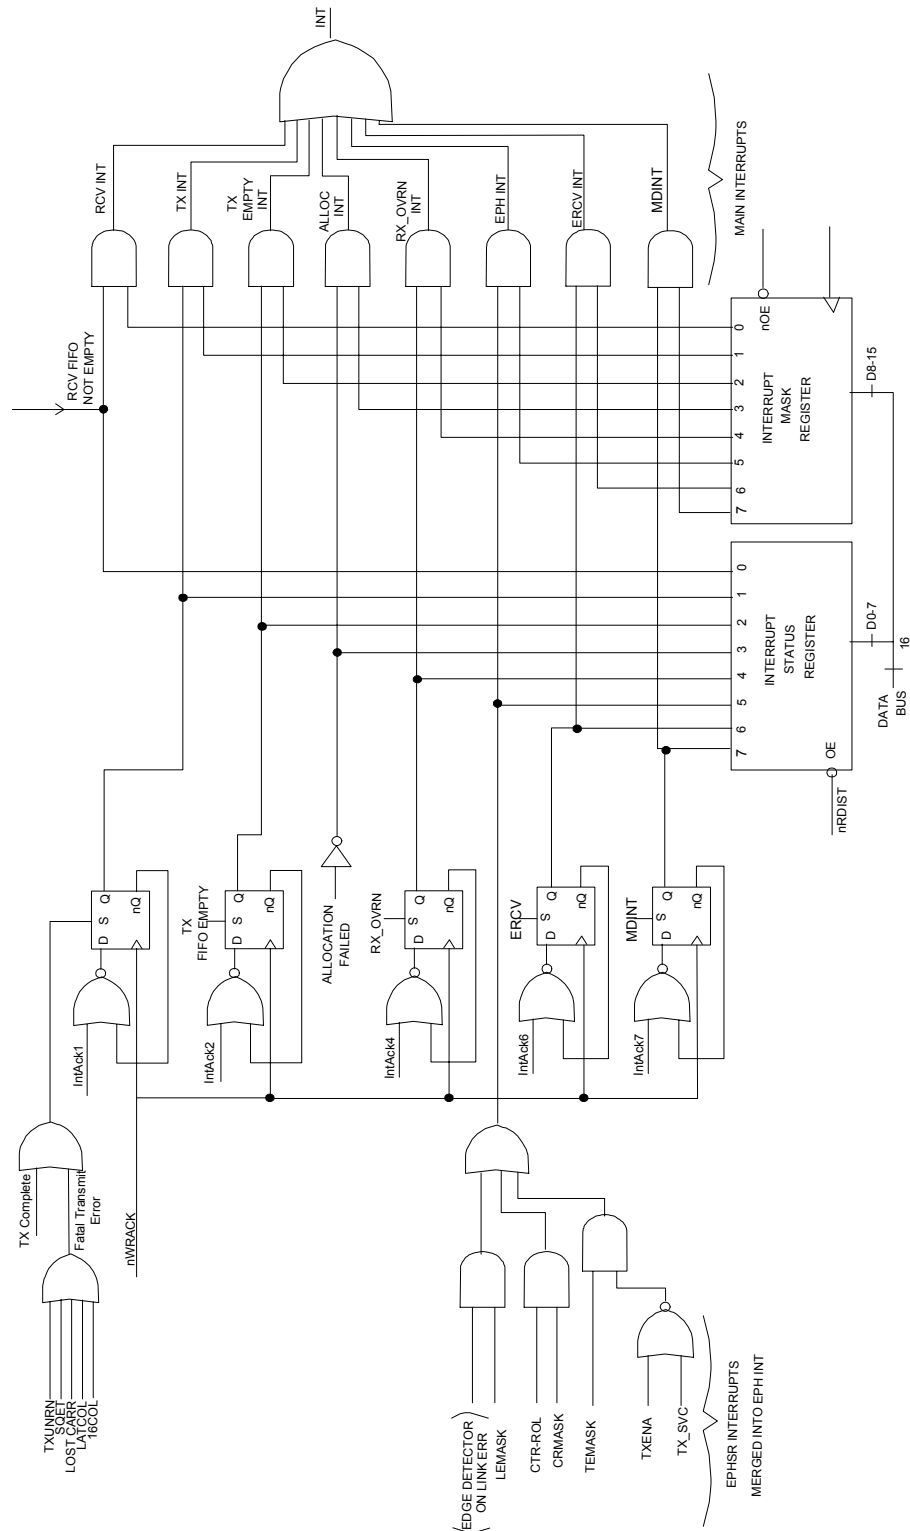 INT
RCV INT
TX INT
TX
EMPTY
INT
ALLOC
INT
RX_OVRN
INT
EPH INT
ERCV INT
MDINT
MAIN INTERRUPTS
RCV FIFO
NOT EMPTY
0
1
2
3
4
5
6
7
nOE
INTERRUPT
MASK
REGISTER
D8-15
0
1
2
3
4
5
6
7
INTERRUPT
STATUS
REGISTER
OE
nRDIST
D0-7
16
DATA
BUS
D
S
Q
nQ
IntAck1
TX
FIFO EMPTY
D
S
Q
nQ
IntAck2
ALLOCATION
FAILED
RX_OVRN
D
S
Q
nQ
IntAck4
ERCV
D
S
Q
nQ
IntAck6
MDINT
D
S
Q
nQ
IntAck7
TX Complete
Fatal Transmit
Error
nWRACK
TXUNRN
SQET
LOST CARR
LATCOL
16COL
EDGE DETECTOR
ON LINK ERR
LEMASK
CTR-ROL
CRMASK
TEMASK
TXENA
TX_SVC
EPHSR INTERRUPTS
MERGED INTO EPH INT